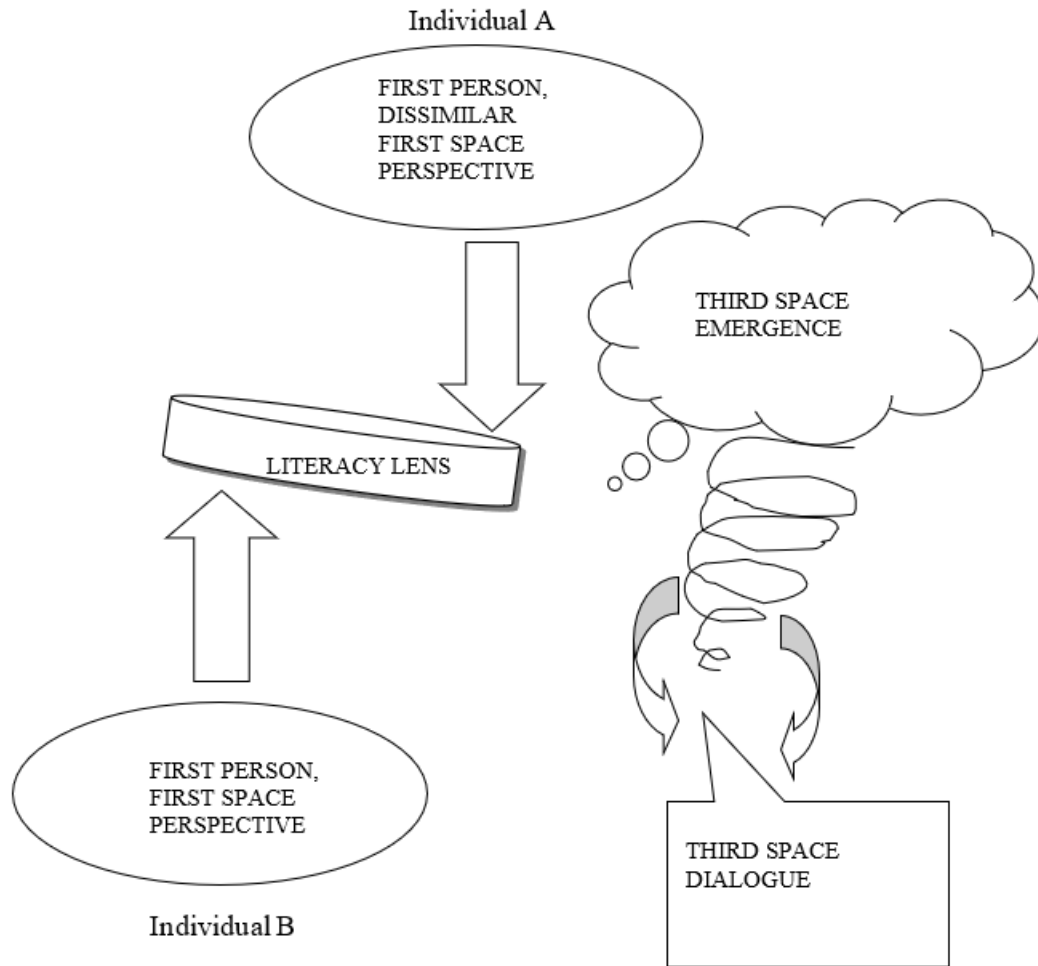 Individual A
FIRST PERSON,
DISSIMILAR
FIRST SPACE
PERSPECTIVE
THIRD SPACE
EMERGENCE
LITERACY LENS
FIRST PERSON,
FIRST SPACE
PERSPECTIVE
Individual B
THIRD SPACE
DIALOGUE